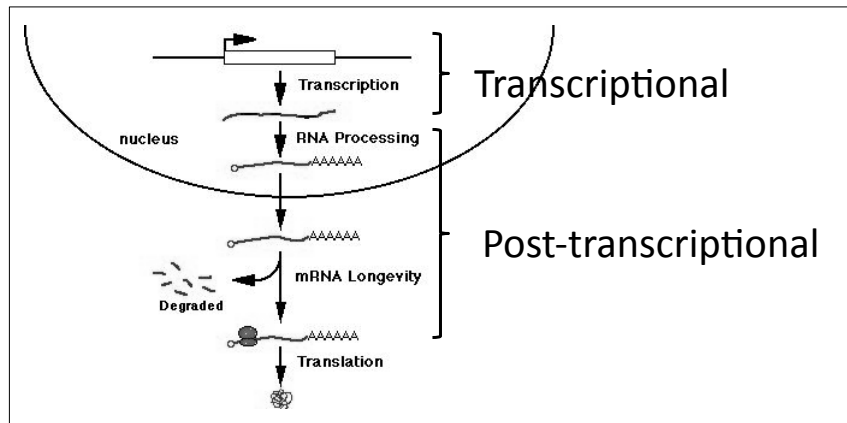 Transcription
Transcriptional
nucleus
RNA Processing
AAAAAA
AAAAAA
Post-transcriptional
mRNA Longevity
Degraded
AAAAAA
Translation